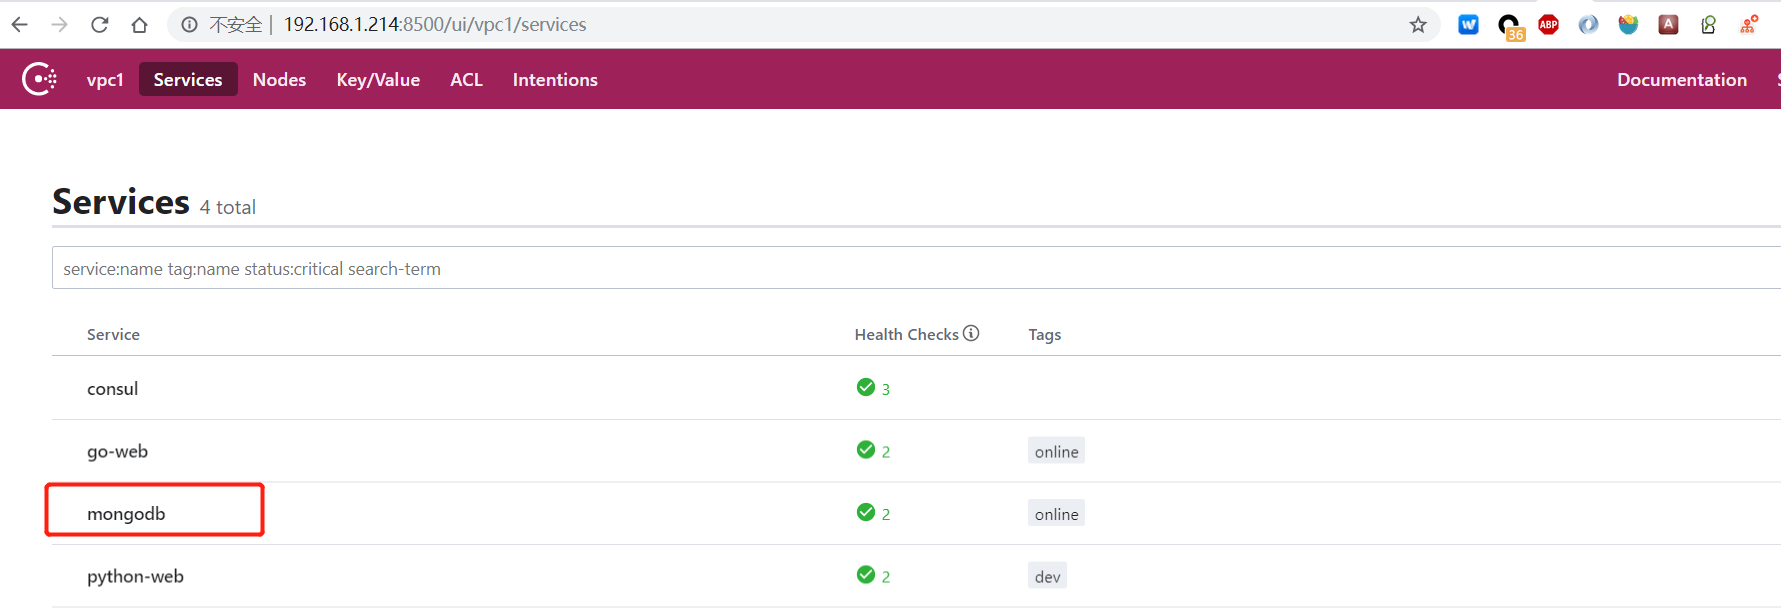 不安全 | 192.168.1.214:8500/ui/vpc1/services
W 36 ABP A
vpc1 Services Nodes Key/Value ACL Intentions Documentation
Services 4 total
service:name tag:name status:critical search-term
Service Health Checks Tags
consul 3
go-web 2 online
mongodb 2 online
python-web 2 dev